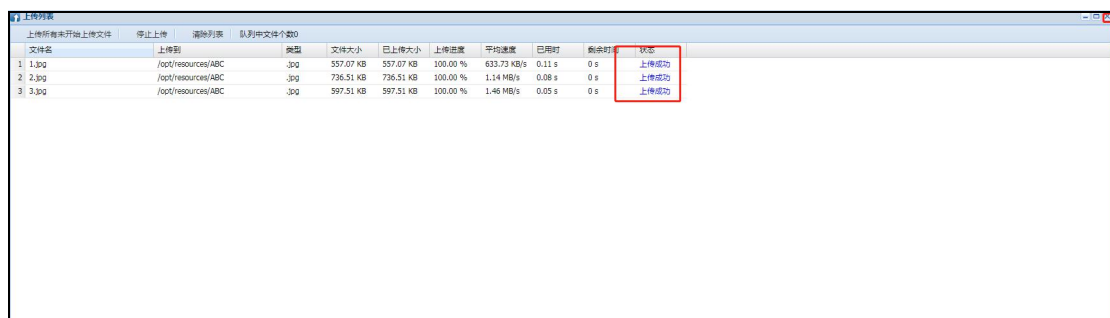 上传列表
上传所有未开始上传文件 停止上传 清除列表 队列中文件个数0
文件名 上传到 类型 文件大小 已上传大小 上传进度 平均速度 已用时 剩余时间 状态
1 1.jpg /opt/resources/ABC .jpg 557.07 KB 557.07 KB 100.00 % 633.73 KB/s 0.11 s 0 s 上传成功
2 2.jpg /opt/resources/ABC .jpg 736.51 KB 736.51 KB 100.00 % 1.14 MB/s 0.08 s 0 s 上传成功
3 3.jpg /opt/resources/ABC .jpg 597.51 KB 597.51 KB 100.00 % 1.46 MB/s 0.05 s 0 s 上传成功